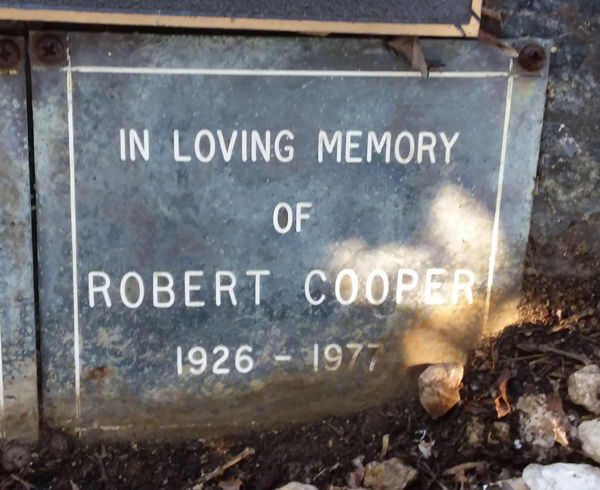 IN LOVING MEMORY
OF
ROBERT COOPER
1926 - 1977